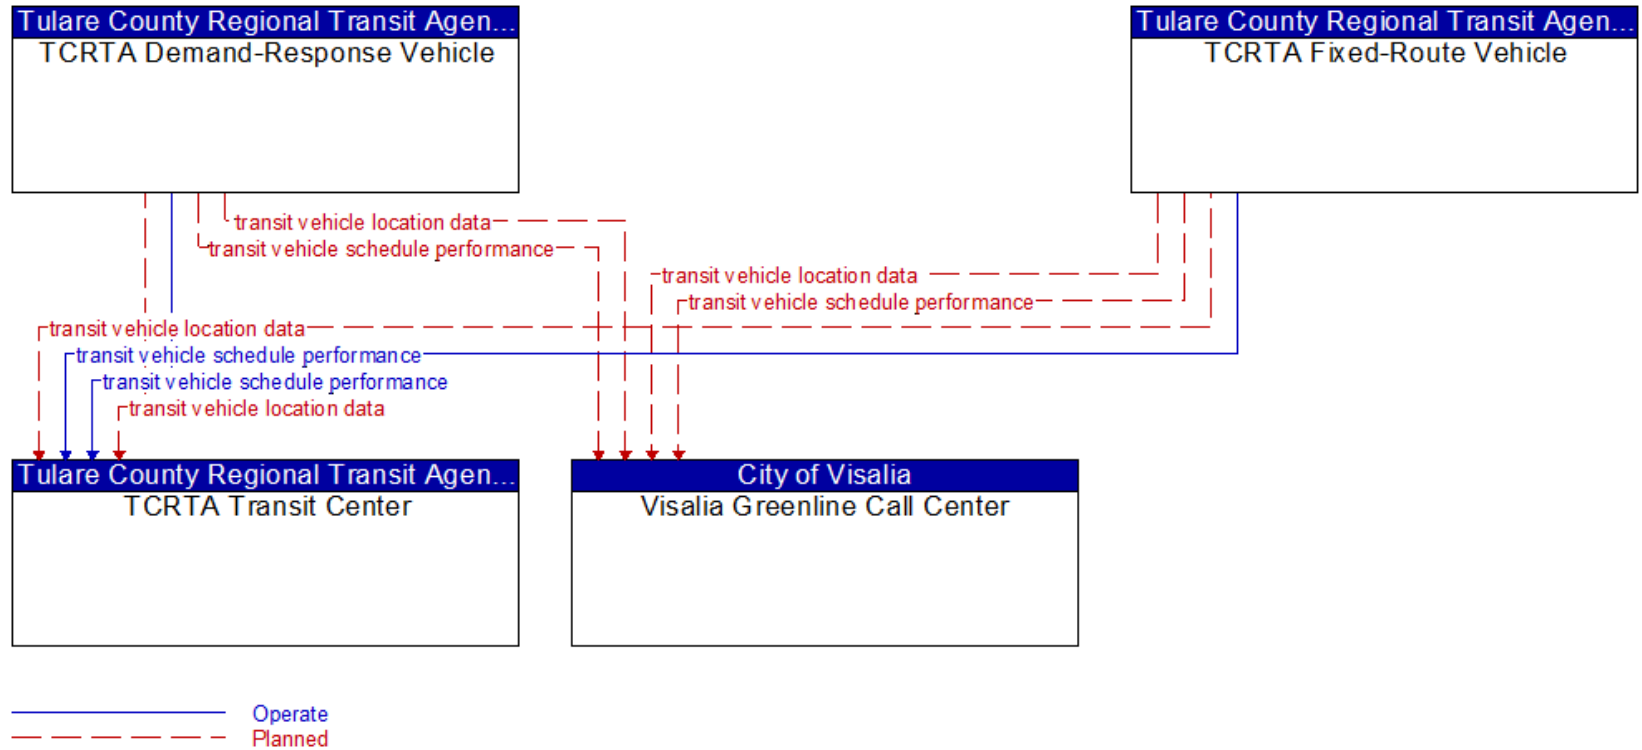 Tulare County Regional Transit Agen...
TCRTA Demand-Response Vehicle
Tulare County Regional Transit Agen...
TCRTA Fixed-Route Vehicle
transit vehicle location data
transit vehicle schedule performance
transit vehicle location data
transit vehicle schedule performance
transit vehicle location data
transit vehicle schedule performance
transit vehicle schedule performance
transit vehicle location data
Tulare County Regional Transit Agen...
TCRTA Transit Center
City of Visalia
Visalia Greenline Call Center
Operate
Planned